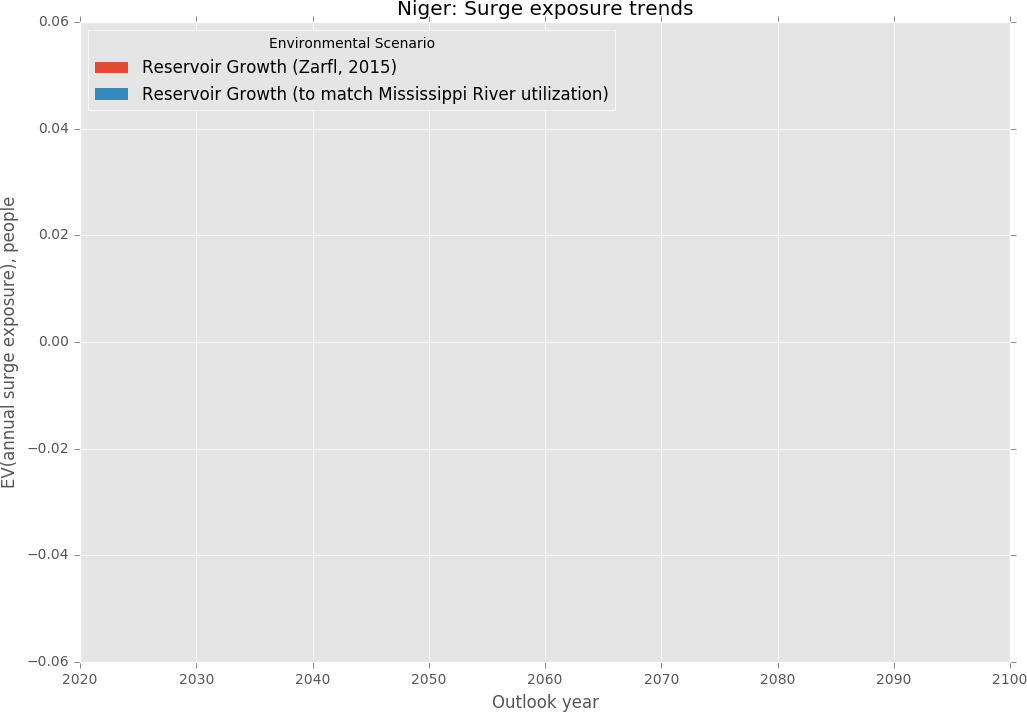 Niger: Surge exposure trends
Environmental Scenario
Reservoir Growth (Zarfl, 2015)
Reservoir Growth (to match Mississippi River utilization)
EV(annual surge exposure), people
0.06
0.04
0.02
0.00
−0.02
−0.04
−0.06
2020 2030 2040 2050 2060 2070 2080 2090 2100
Outlook year